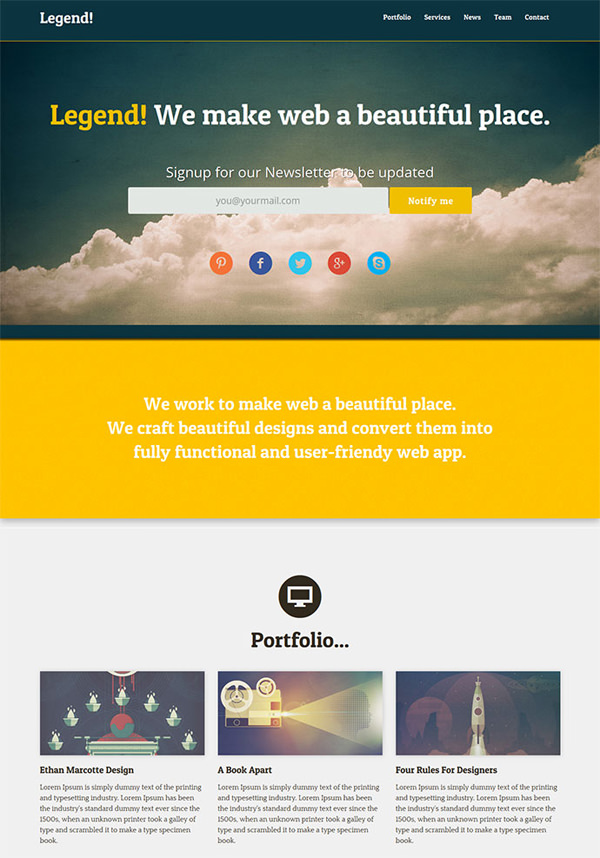 Legend!
Portfolio Services News Team Contact
Legend! We make web a beautiful place.
Signup for our Newsletter to be updated
you@yourmail.com
Notify me
We work to make web a beautiful place.
We craft beautiful designs and convert them into
fully functional and user-friendy web app.
Portfolio...
Ethan Marcotte Design
Lorem Ipsum is simply dummy text of the printing
and typesetting industry. Lorem Ipsum has been
the industry's standard dummy text ever since the
1500s, when an unknown printer took a galley of
type and scrambled it to make a type specimen
book.
A Book Apart
Lorem Ipsum is simply dummy text of the printing
and typesetting industry. Lorem Ipsum has been
the industry's standard dummy text ever since the
1500s, when an unknown printer took a galley of
type and scrambled it to make a type specimen
book.
Four Rules For Designers
Lorem Ipsum is simply dummy text of the printing
and typesetting industry. Lorem Ipsum has been
the industry's standard dummy text ever since the
1500s, when an unknown printer took a galley of
type and scrambled it to make a type specimen
book.